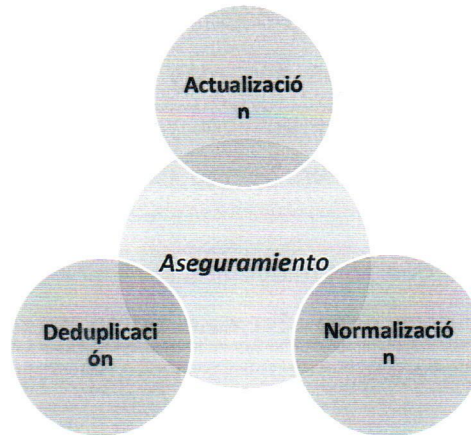 Actualizació
n
Aseguramiento
Deduplicaci
ón
Normalizació
n